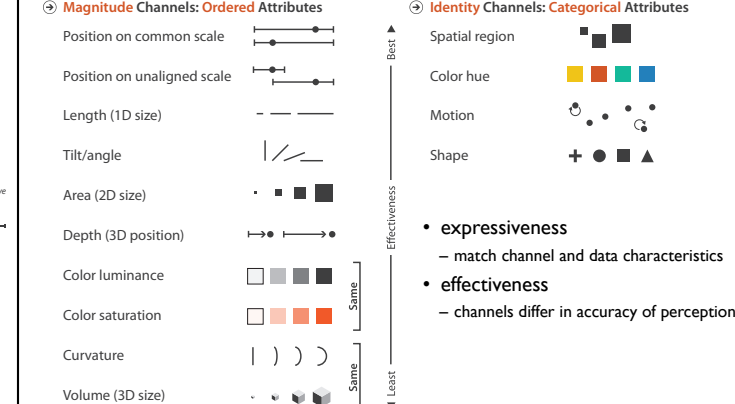 Magnitude Channels: Ordered Attributes
Position on common scale
Position on unaligned scale
Length (1D size)
Tilt/angle
Area (2D size)
Depth (3D position)
Color luminance
Color saturation
Same
Curvature
Volume (3D size)
Same
Best
Effectiveness
Least
Identity Channels: Categorical Attributes
Spatial region
Color hue
Motion
Shape
• expressiveness
– match channel and data characteristics
• effectiveness
– channels differ in accuracy of perception